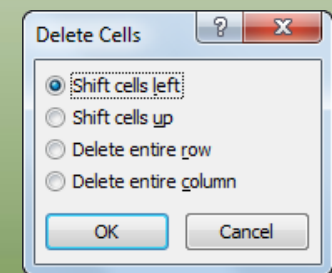 Delete Cells
?
X
Shift cells left
Shift cells up
Delete entire row
Delete entire column
OK
Cancel